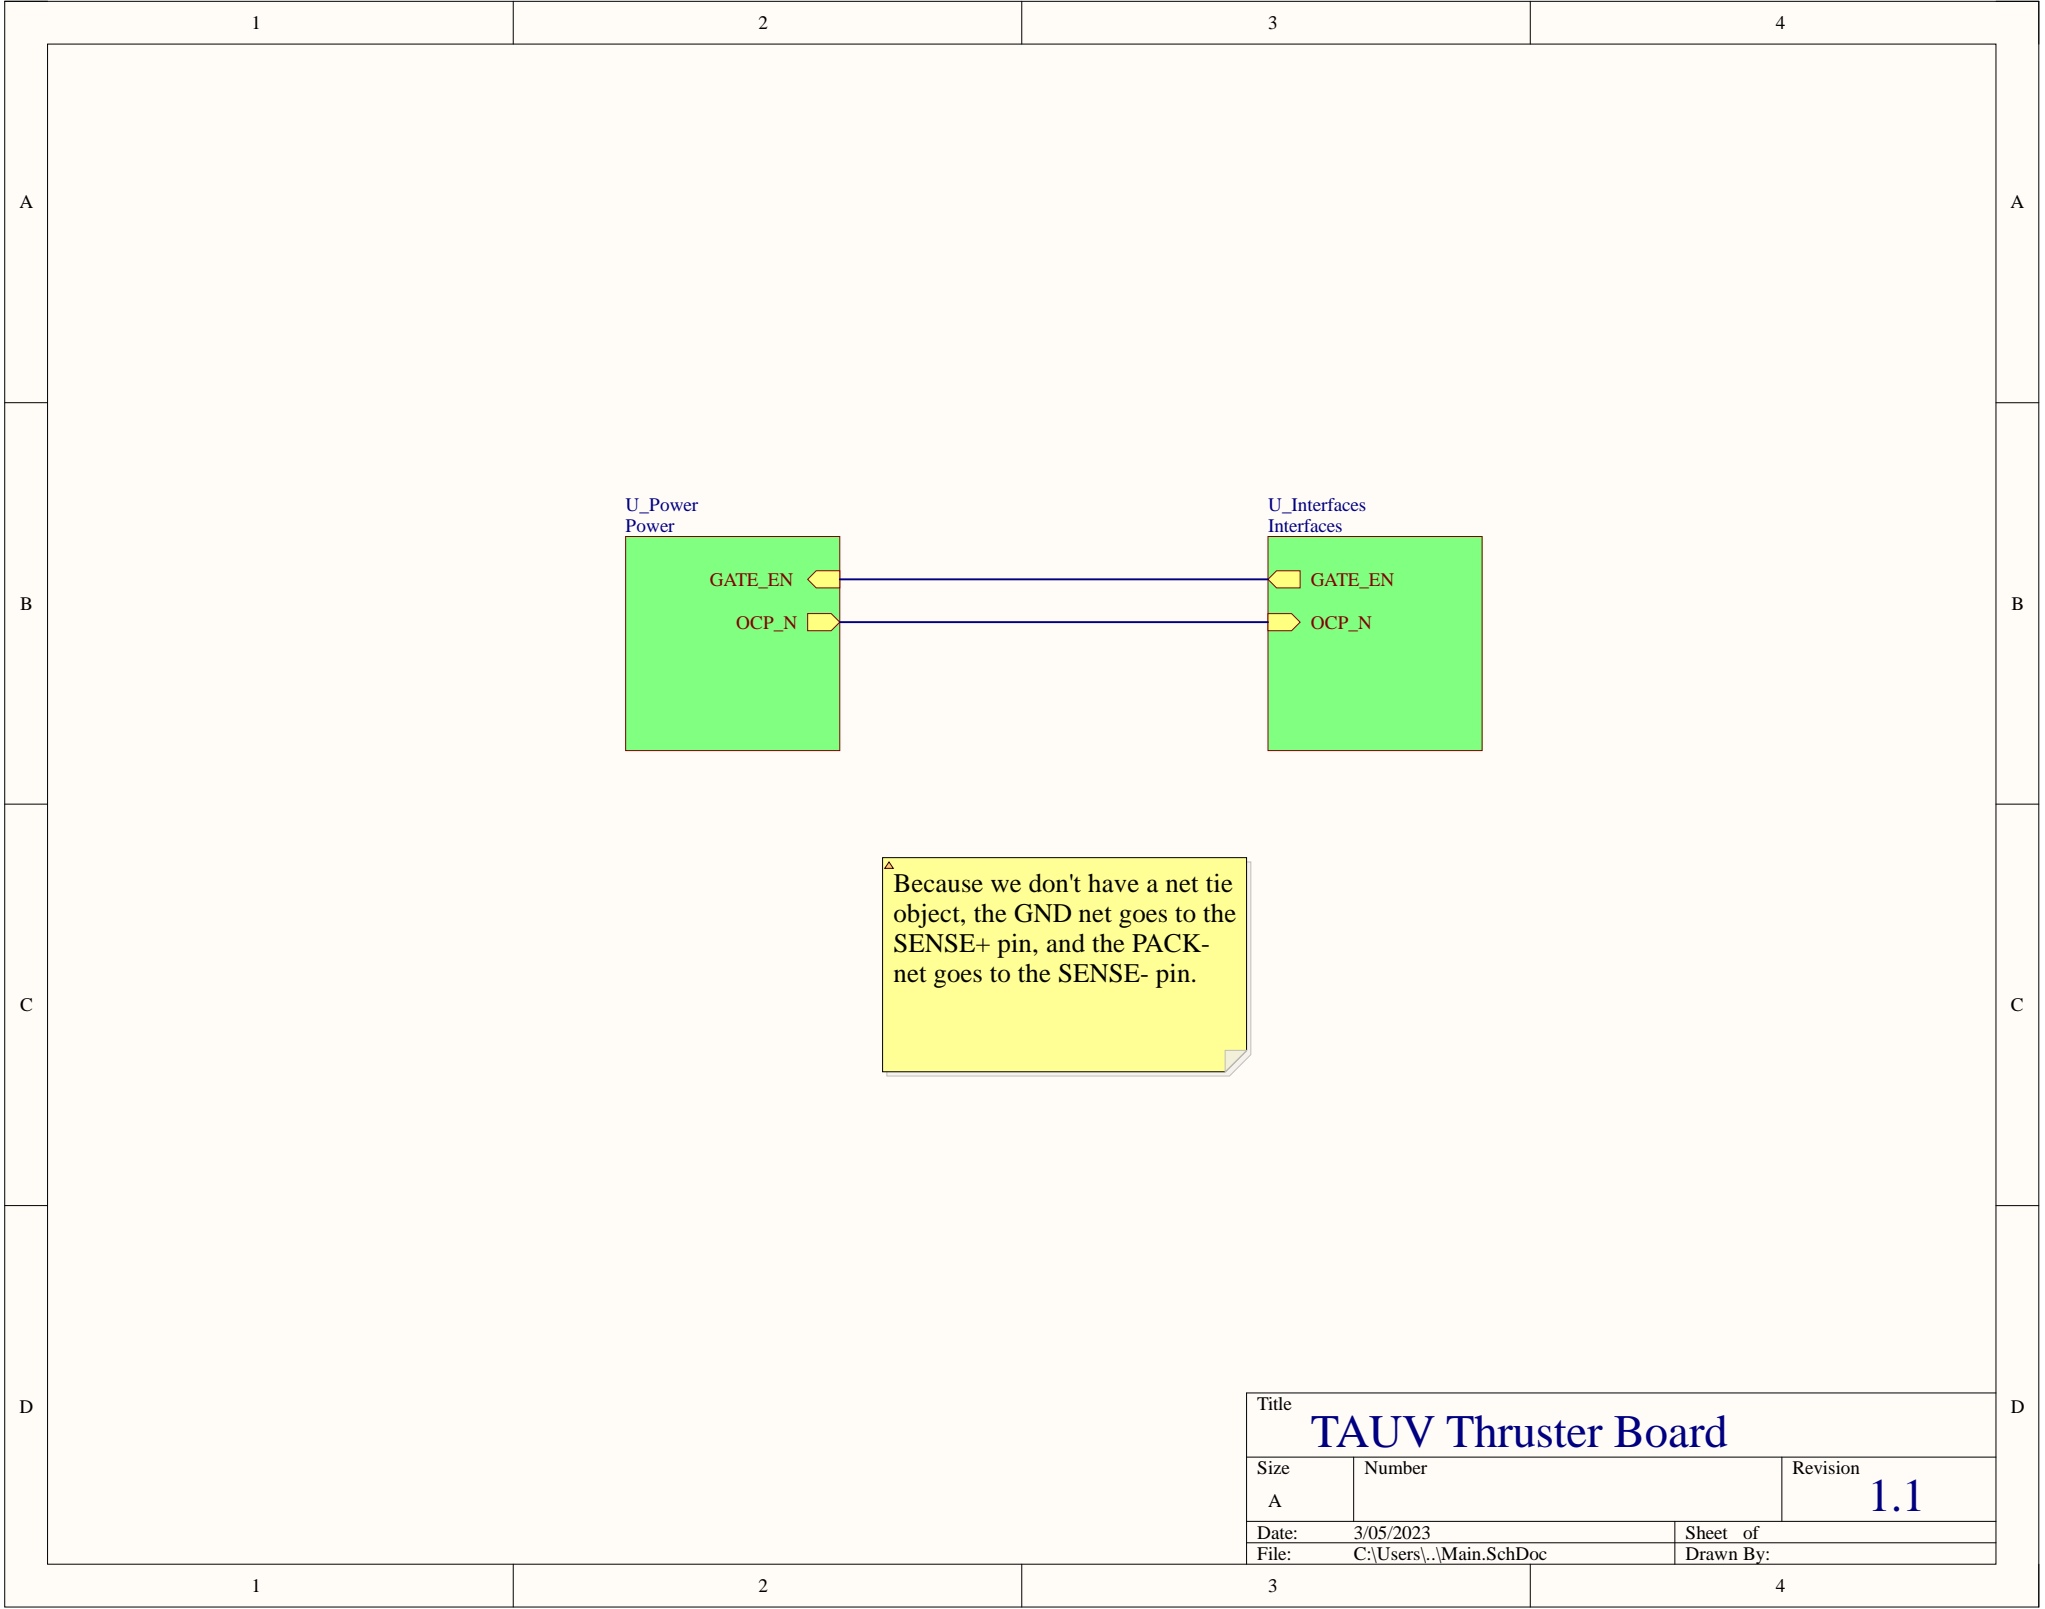 1 2 3 4
A A
U_Power U_Interfaces
Power Interfaces
GATE_EN GATE_EN
B B
OCP_N OCP_N
Because we don't have a net tie
object, the GND net goes to the
SENSE+ pin, and the PACK-
net goes to the SENSE- pin.
C C
Title
TAUV Thruster Board
D D
Size Number Revision
A 1.1
Date: 3/05/2023 Sheet of
File: C:\Users\..\Main.SchDoc Drawn By:
1 2 3 4